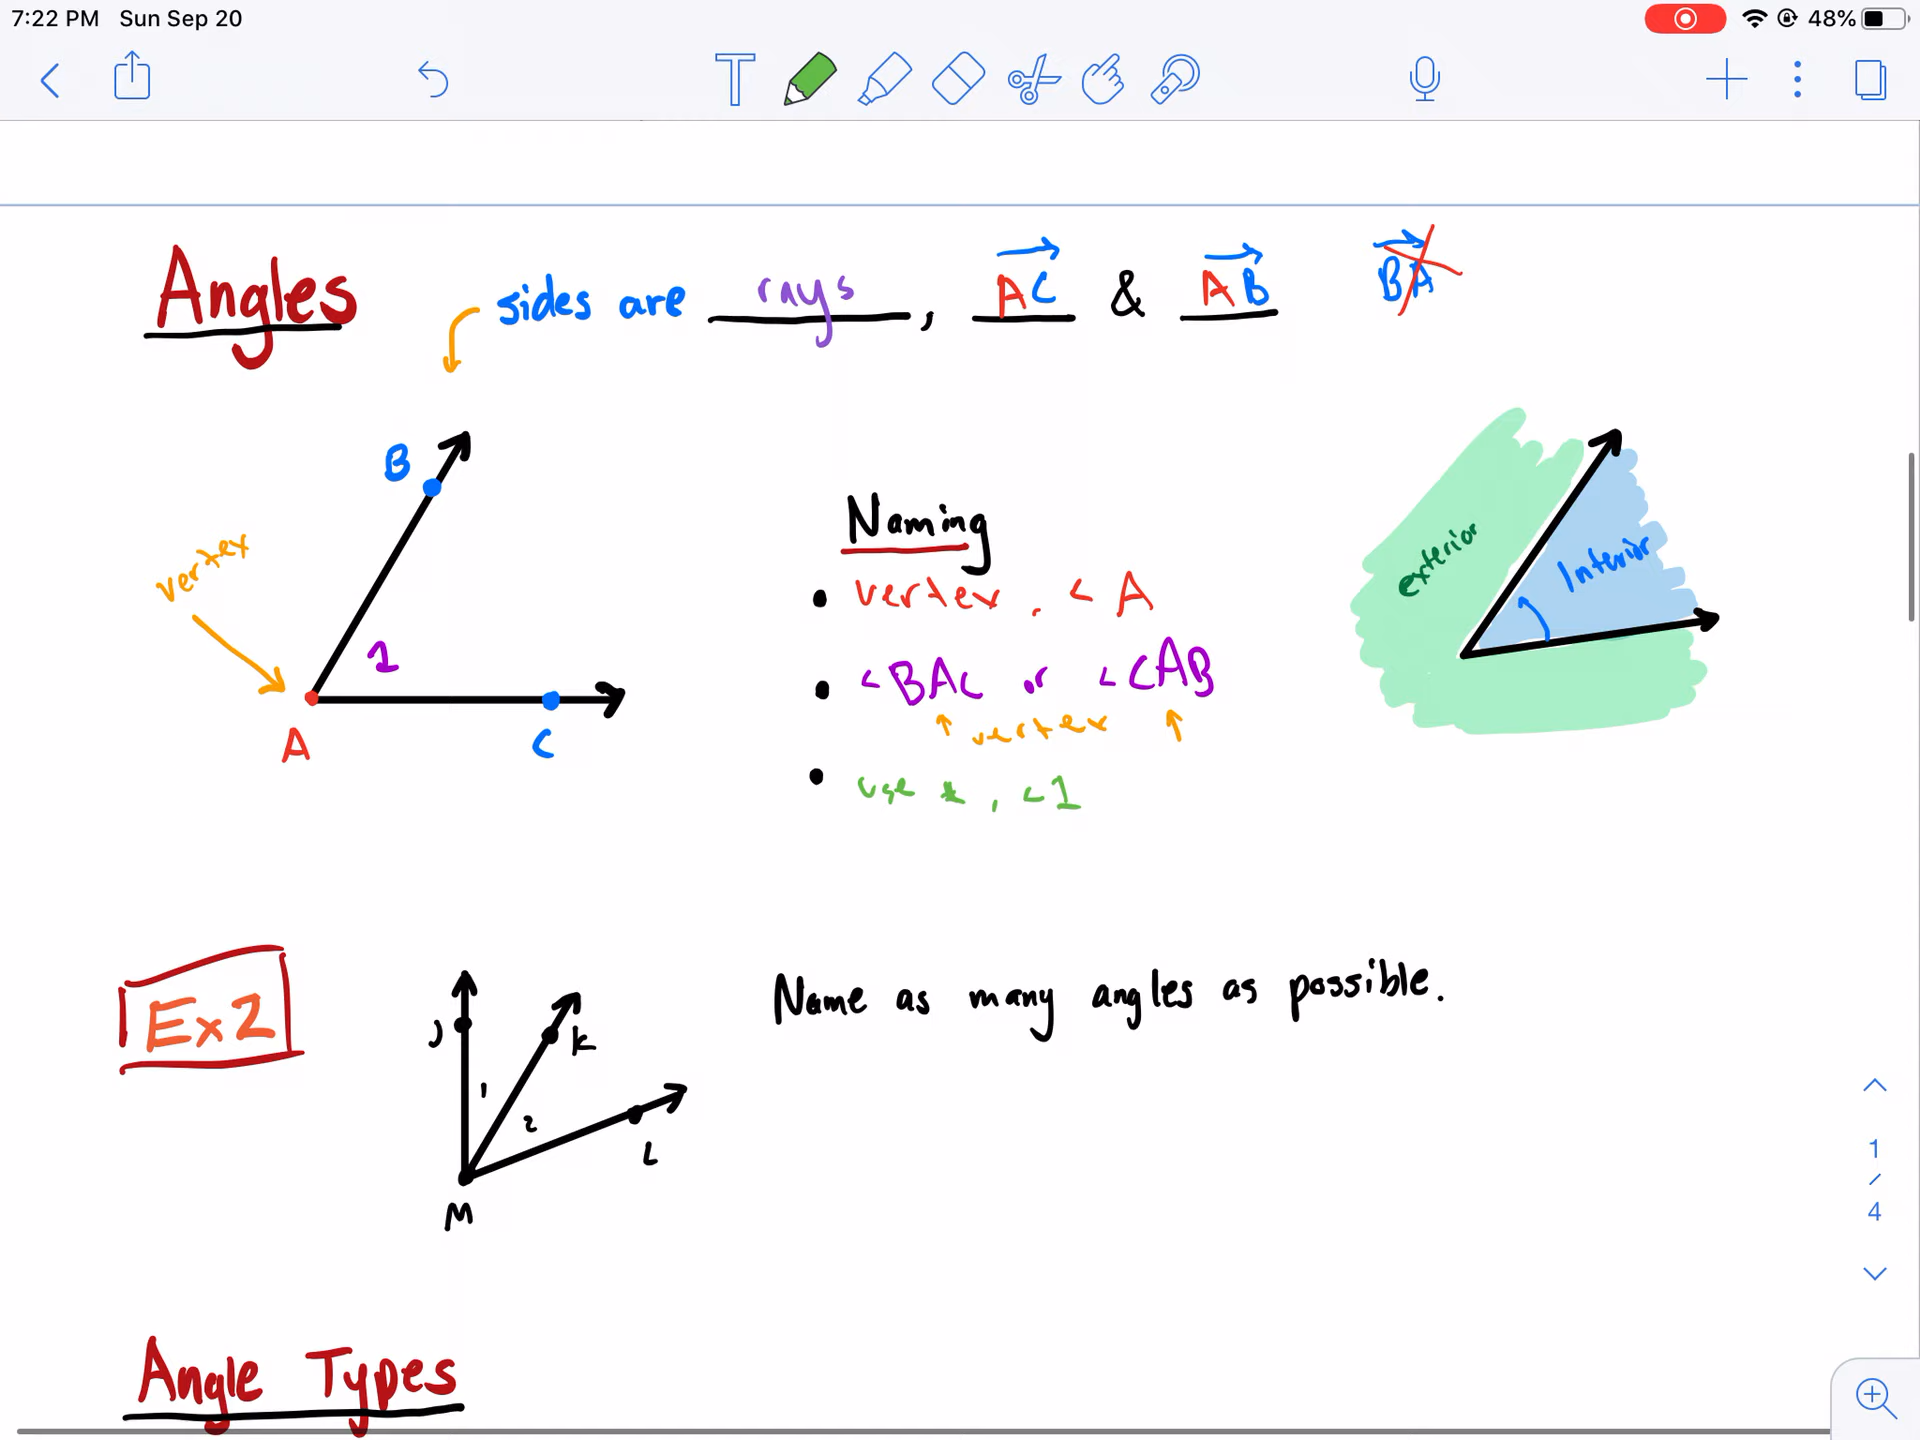 7:22 PM Sun Sep 20
48%
Angles
sides are rays, AC & AB
BA
B
vertex
1
A
C
Naming
• vertex, <A
• <BAC or <CAB
vertex
• use #, <1
exterior
Interior
Ex2
Name as many angles as possible.
J
K
1
2
L
M
1
/
4
Angle Types